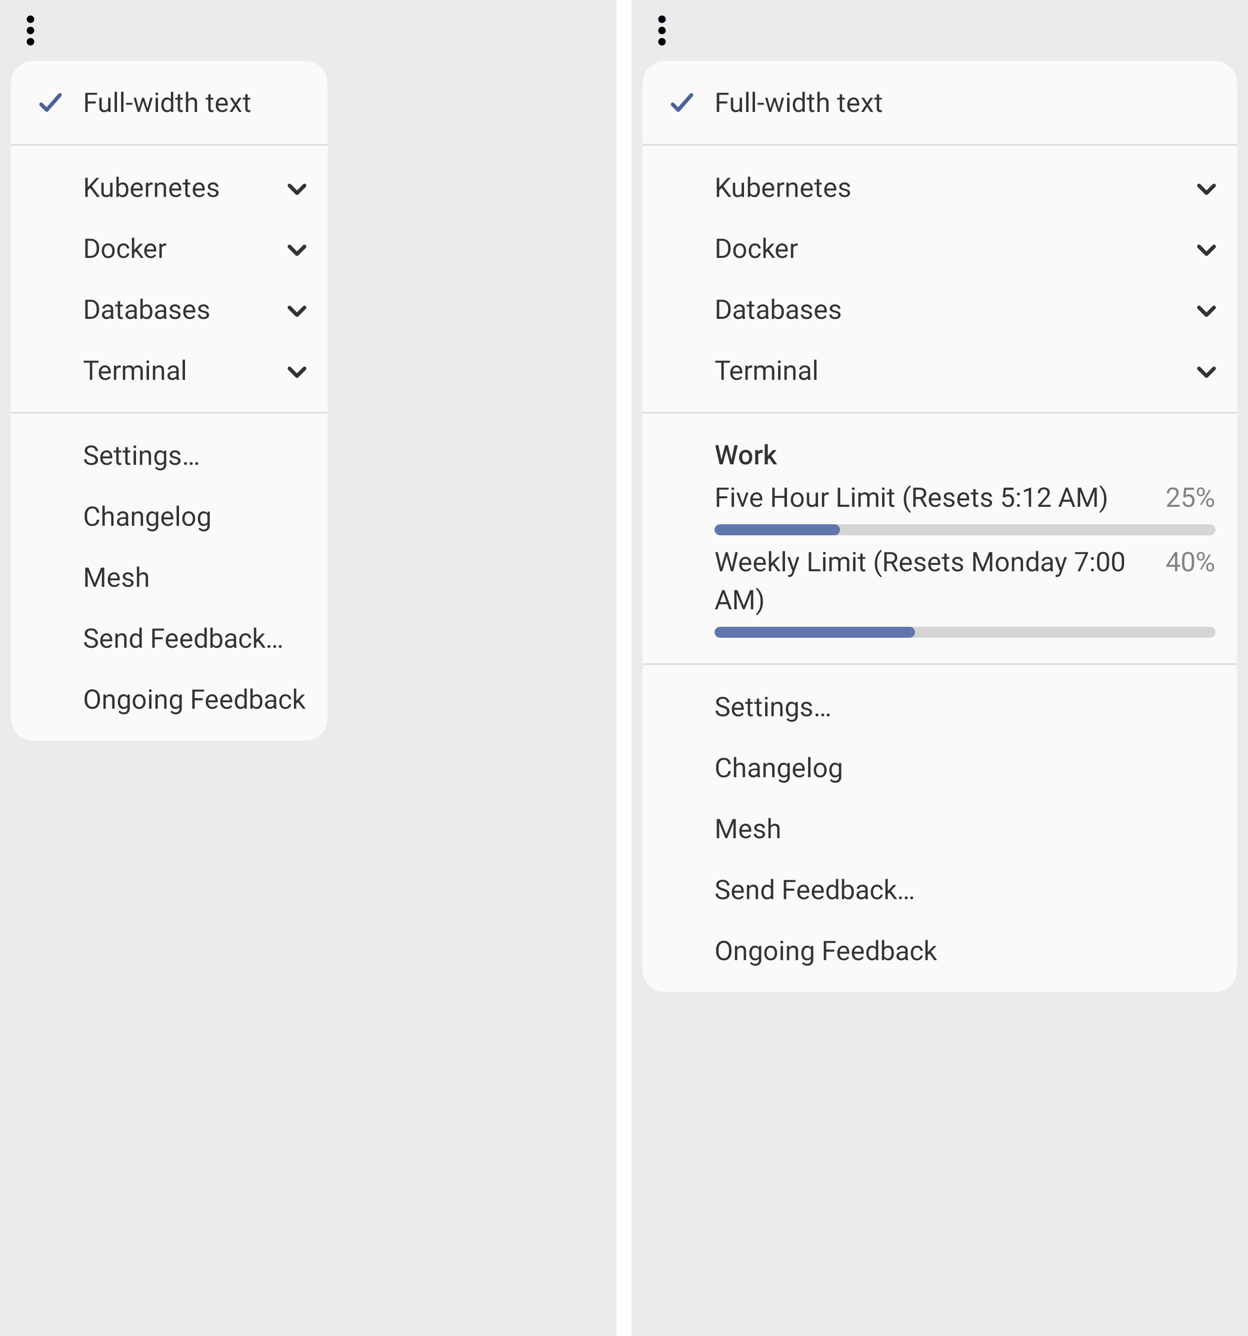 Full-width text
Kubernetes
Docker
Databases
Terminal
Settings…
Changelog
Mesh
Send Feedback…
Ongoing Feedback
Full-width text
Kubernetes
Docker
Databases
Terminal
Work
Five Hour Limit (Resets 5:12 AM) 25%
Weekly Limit (Resets Monday 7:00 40%
AM)
Settings…
Changelog
Mesh
Send Feedback…
Ongoing Feedback